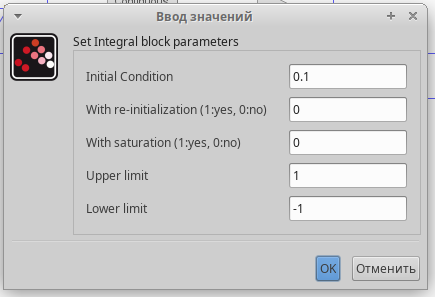 Continuous
Ввод значений
Set Integral block parameters
Initial Condition 0.1
With re-initialization (1:yes, 0:no) 0
With saturation (1:yes, 0:no) 0
Upper limit 1
Lower limit -1
OK Отменить